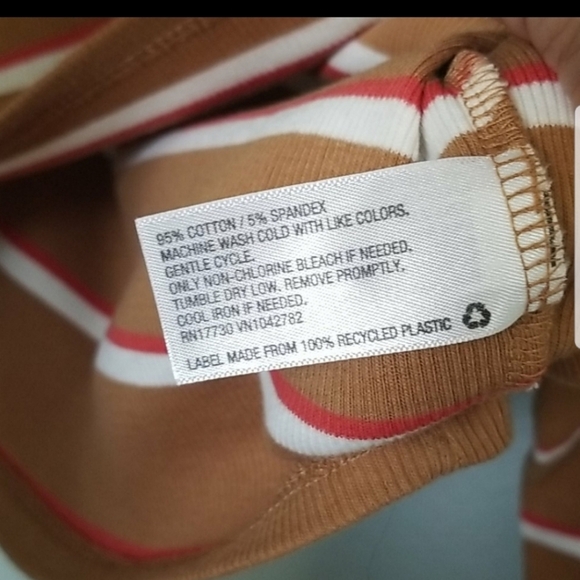 95% COTTON / 5% SPANDEX
MACHINE WASH COLD WITH LIKE COLORS.
GENTLE CYCLE.
ONLY NON-CHLORINE BLEACH IF NEEDED.
TUMBLE DRY LOW. REMOVE PROMPTLY.
COOL IRON IF NEEDED.
RN17730 VN1042782
LABEL MADE FROM 100% RECYCLED PLASTIC